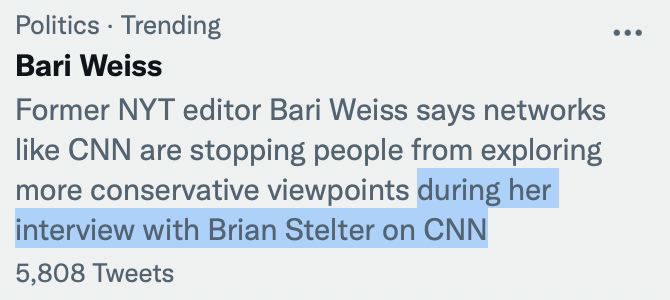 Politics · Trending
Bari Weiss
Former NYT editor Bari Weiss says networks
like CNN are stopping people from exploring
more conservative viewpoints during her
interview with Brian Stelter on CNN
5,808 Tweets